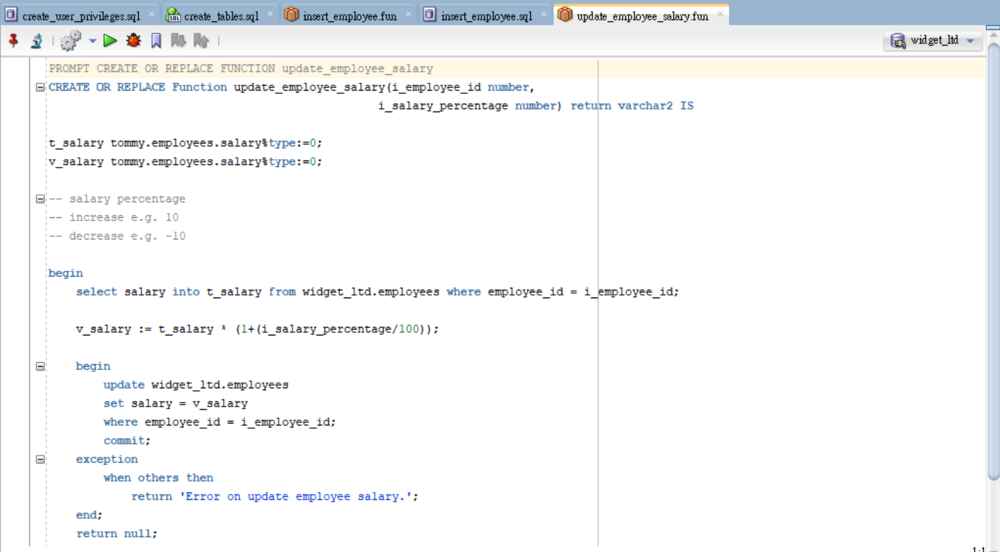 create_user_privileges.sql
create_tables.sql
insert_employee.fun
insert_employee.sql
update_employee_salary.fun
widget_ltd
PROMPT CREATE OR REPLACE FUNCTION update_employee_salary
CREATE OR REPLACE Function update_employee_salary(i_employee_id number,
i_salary_percentage number) return varchar2 IS
t_salary tommy.employees.salary%type:=0;
v_salary tommy.employees.salary%type:=0;
-- salary percentage
-- increase e.g. 10
-- decrease e.g. -10
begin
select salary into t_salary from widget_ltd.employees where employee_id = i_employee_id;
v_salary := t_salary * (1+(i_salary_percentage/100));
begin
update widget_ltd.employees
set salary = v_salary
where employee_id = i_employee_id;
commit;
exception
when others then
return 'Error on update employee salary.';
end;
return null;
1:1